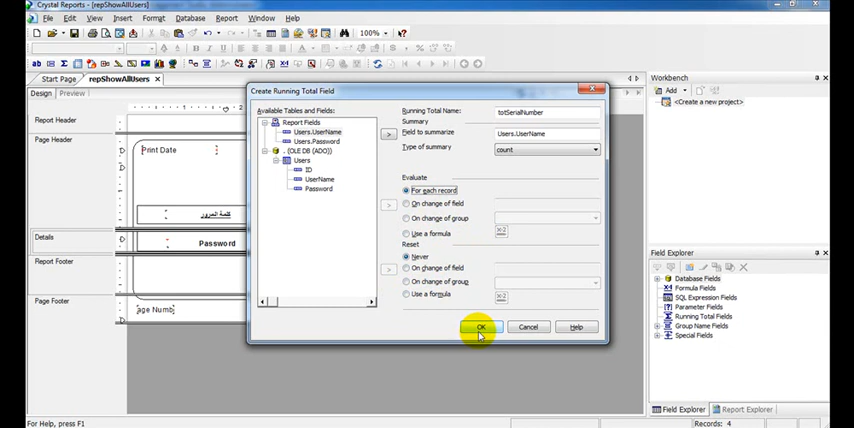 Crystal Reports - [repShowAllUsers]
File Edit View Insert Format Database Report Window Help
100%
Start Page repShowAllUsers
Design Preview
Report Header
Page Header
Print Date
كلمة المرور
Details
Password
Report Footer
Page Footer
age Numb
Create Running Total Field
Available Tables and Fields:
Report Fields
Users.UserName
Users.Password
. (OLE DB (ADO))
Users
ID
UserName
Password
Running Total Name: totSerialNumber
Summary
Field to summarize Users.UserName
Type of summary count
Evaluate
For each record
On change of field
On change of group
Use a formula
x-2
Reset
Never
On change of field
On change of group
Use a formula
x-2
OK Cancel Help
Workbench
Add
<Create a new project>
Field Explorer
Database Fields
Formula Fields
SQL Expression Fields
Parameter Fields
Running Total Fields
Group Name Fields
Special Fields
Field Explorer Report Explorer
For Help, press F1
Records: 4